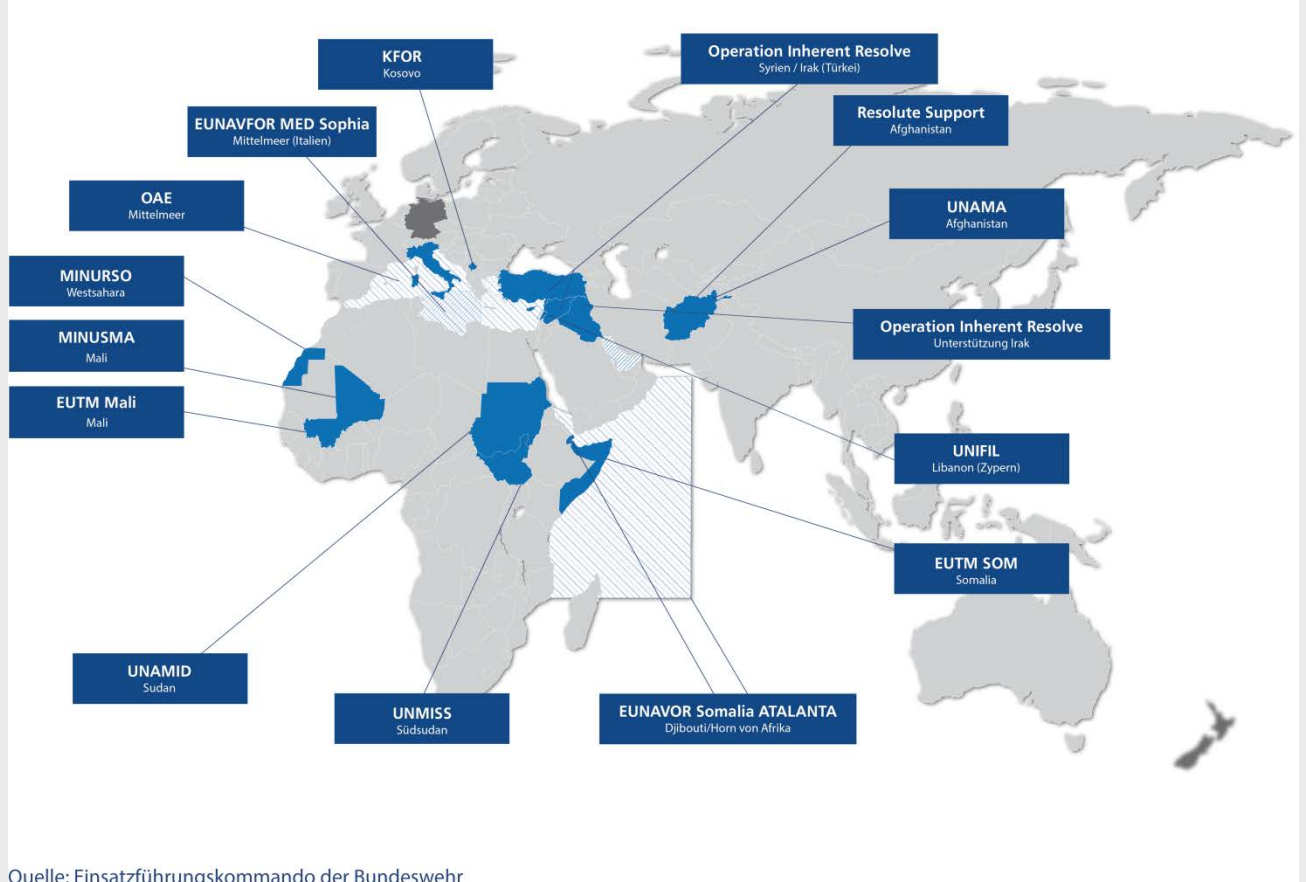 KFOR
Kosovo
Operation Inherent Resolve
Syrien / Irak (Türkei)
EUNAVFOR MED Sophia
Mittelmeer (Italien)
Resolute Support
Afghanistan
OAE
Mittelmeer
UNAMA
Afghanistan
MINURSO
Westsahara
MINUSMA
Mali
Operation Inherent Resolve
Unterstützung Irak
EUTM Mali
Mali
UNIFIL
Libanon (Zypern)
EUTM SOM
Somalia
UNAMID
Sudan
UNMISS
Südsudan
EUNAVOR Somalia ATALANTA
Djibouti/Horn von Afrika
Quelle: Einsatzführungskommando der Bundeswehr